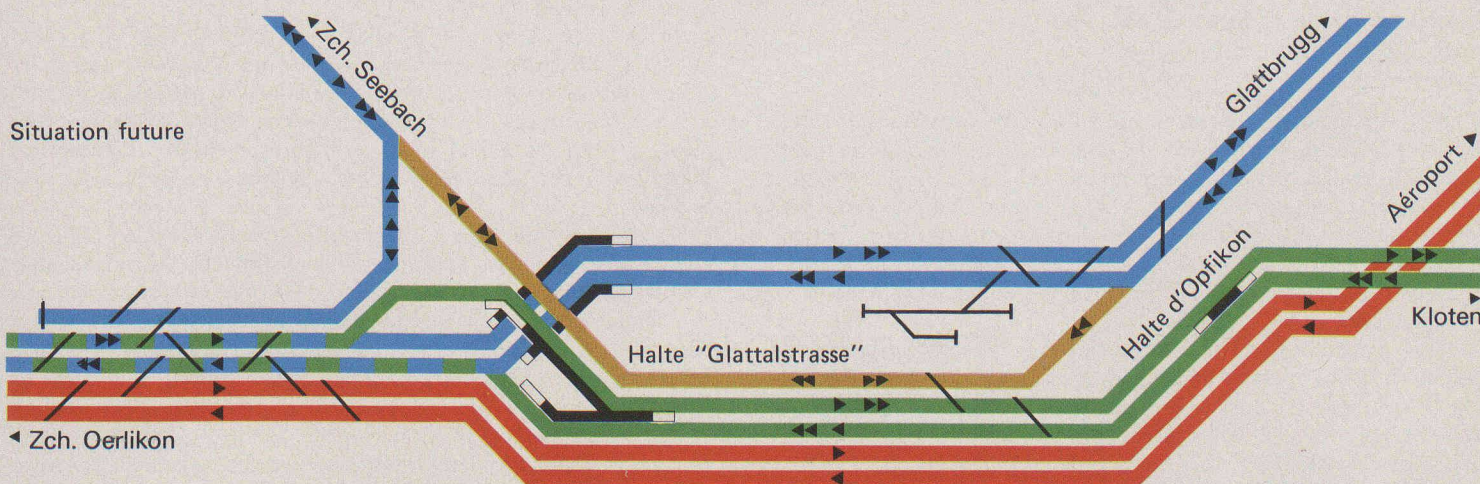 Zch. Seebach
Glattbrugg
Situation future
Aéroport
Halte d'Opfikon
Kloten
Halte "Glattalstrasse"
Zch. Oerlikon